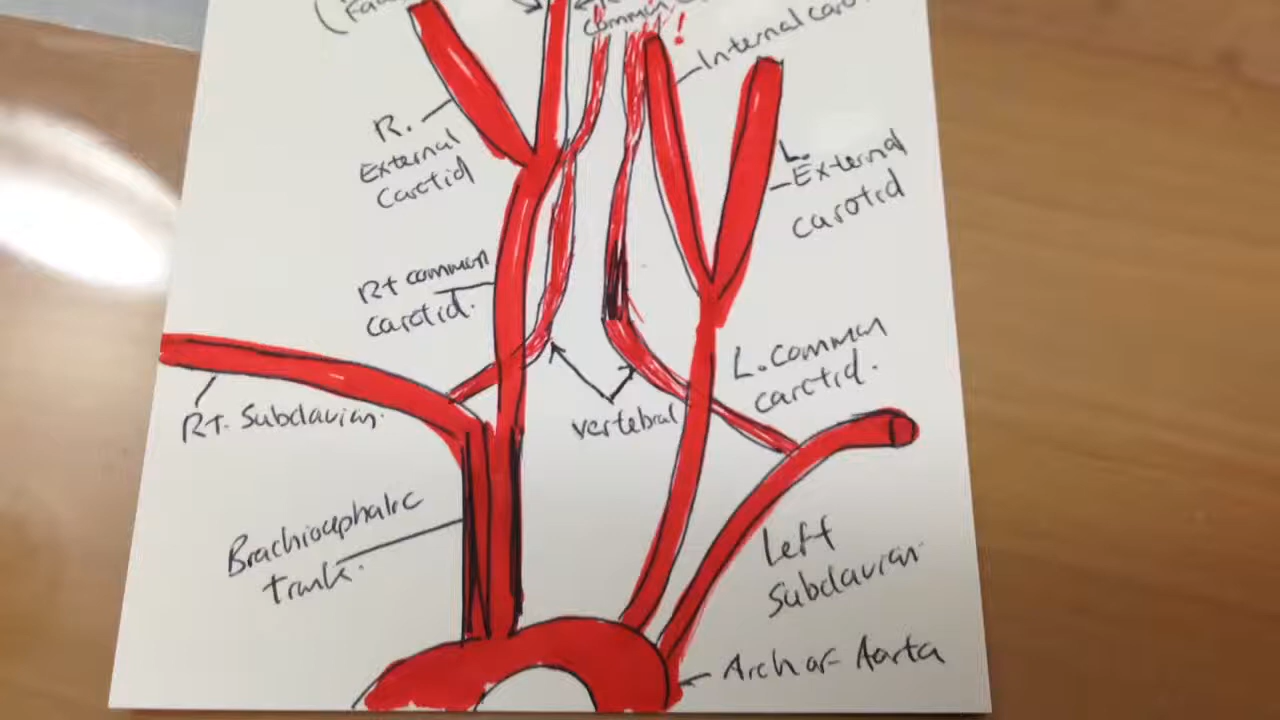 common
Internal
R.
External
Carotid
L.
External
carotid
Rt common
carotid.
L. common
carotid.
Rt. Subclavian.
vertebral
Brachiocephalic
trunk.
Left
Subclavian
Arch of Aorta